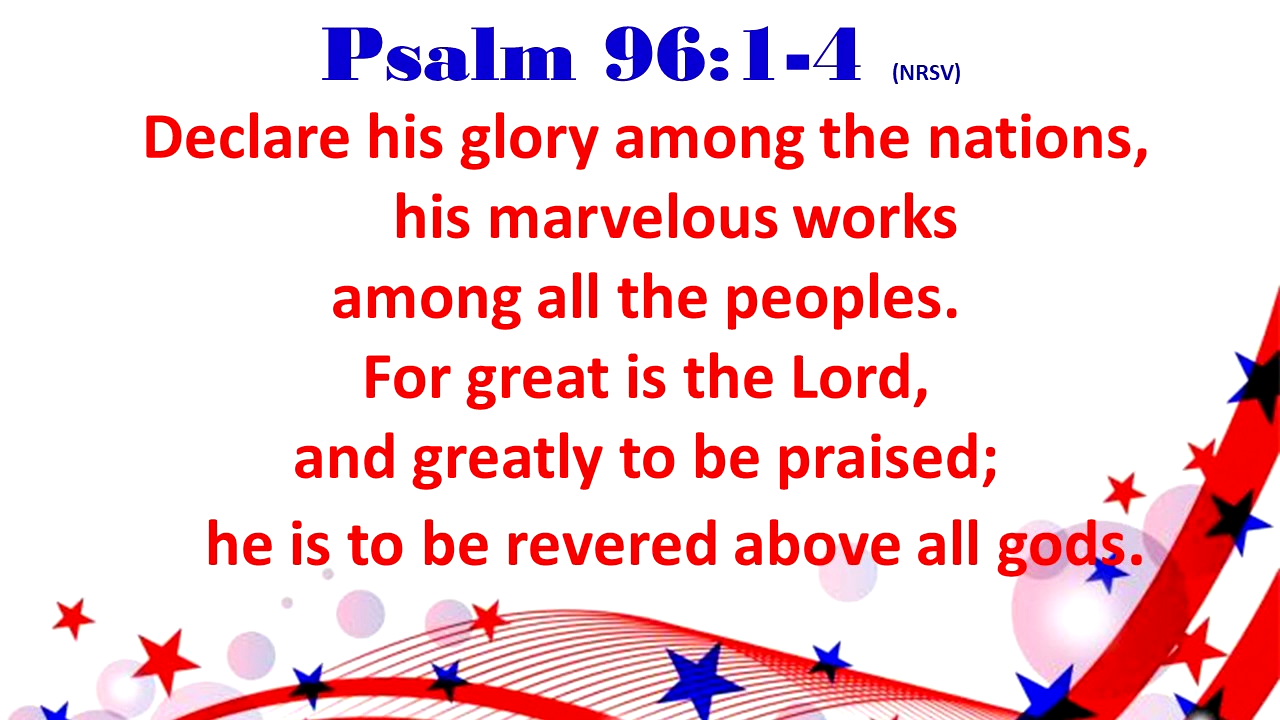 Psalm 96:1-4 (NRSV)
Declare his glory among the nations,
his marvelous works
among all the peoples.
For great is the Lord,
and greatly to be praised;
he is to be revered above all gods.